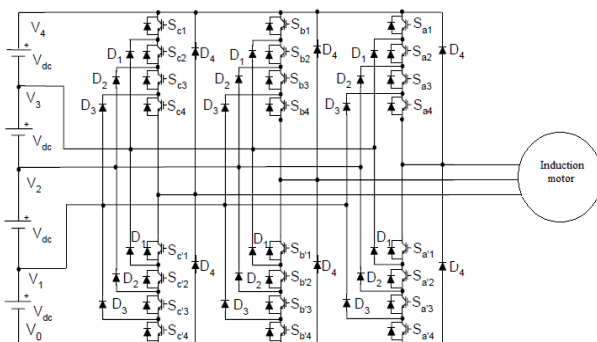 V4 Sc1 Sb1 Sa1
D1 Sc2 D4 D1 Sb2 D4 D1 Sa2 D4
Vdc D2 Sc3 D2 Sb3 D2 Sa3
V3 D3 Sc4 D3 Sb4 D3 Sa4
Vdc
Induction
motor
V2
Vdc
D1 Sc'1 D1 Sb'1 D1 Sa'1
V1 D2 Sc'2 D4 D2 Sb'2 D4 D2 Sa'2 D4
D3 Sc'3 D3 Sb'3 D3 Sa'3
Vdc
V0 Sc'4 Sb'4 Sa'4